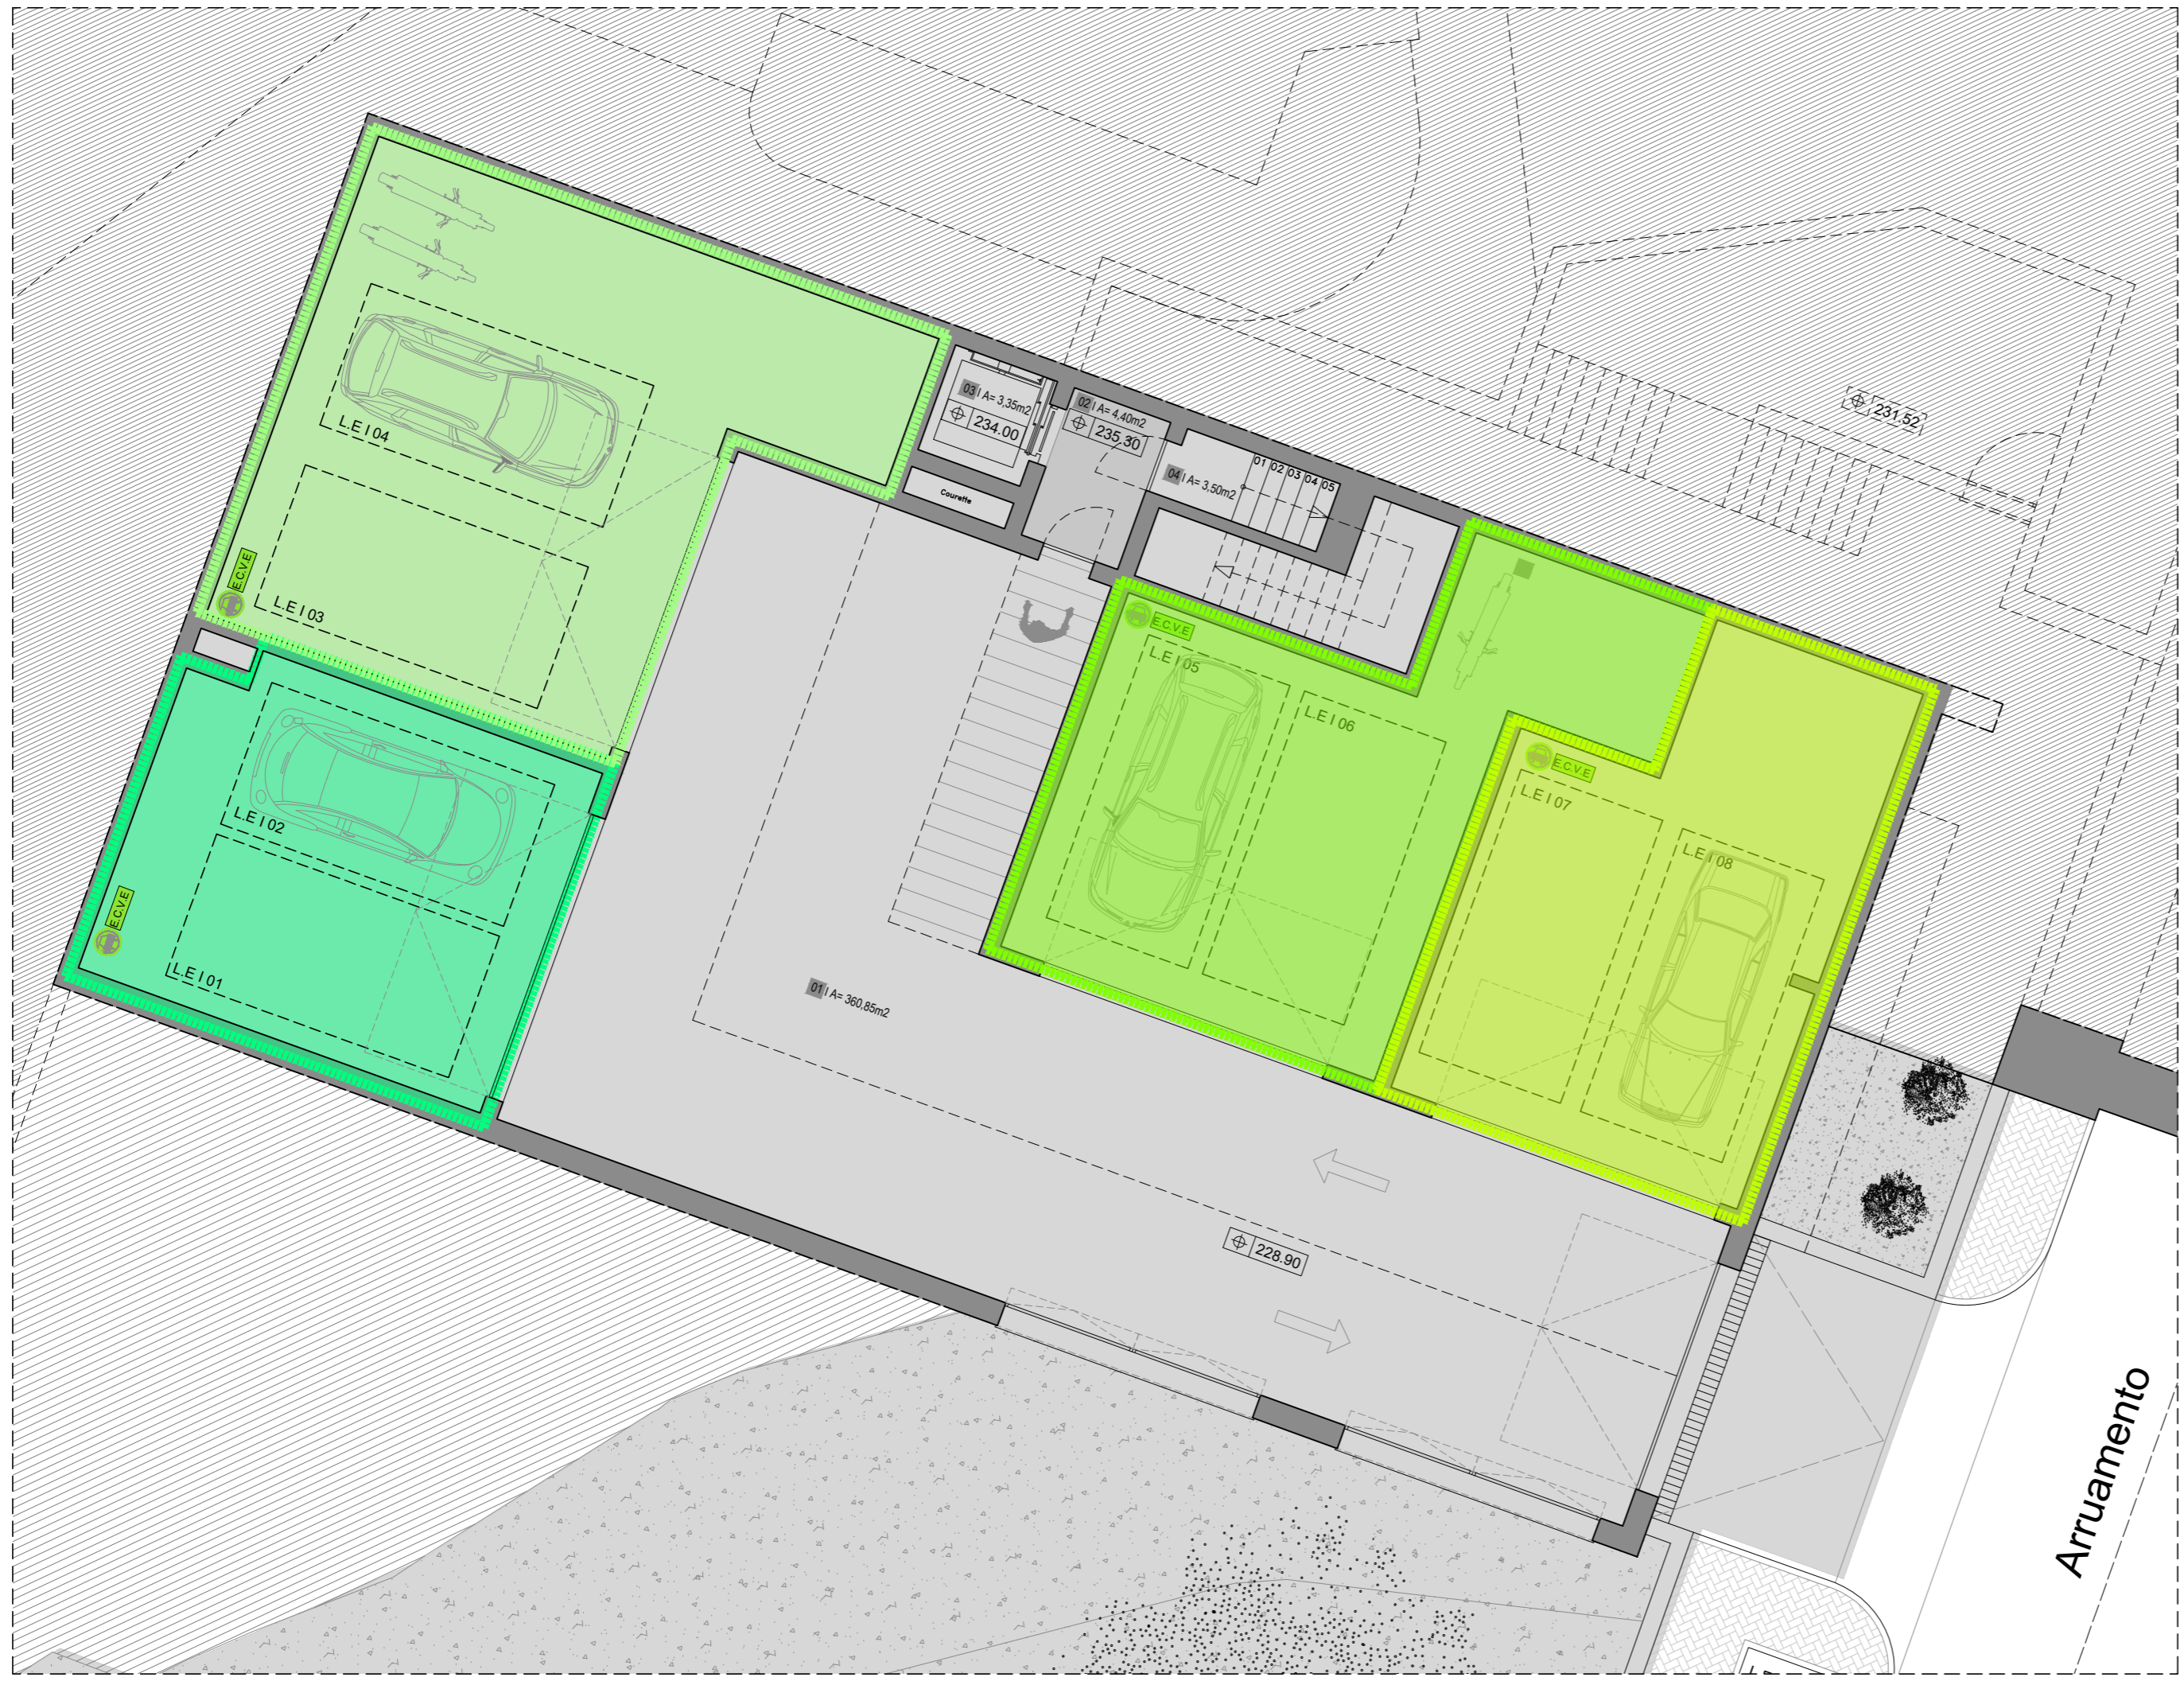 03 | A= 3,35m2
234.00
02 | A= 4,40m2
235.30
231.52
04 | A= 3,50m2
01 02 03 04 05
Courette
L.E | 04
E.C.V.E
L.E | 03
E.C.V.E
L.E | 05
L.E | 06
E.C.V.E
L.E | 07
L.E | 08
L.E | 02
E.C.V.E
L.E | 01
01 | A= 360,85m2
228.90
Arruamento